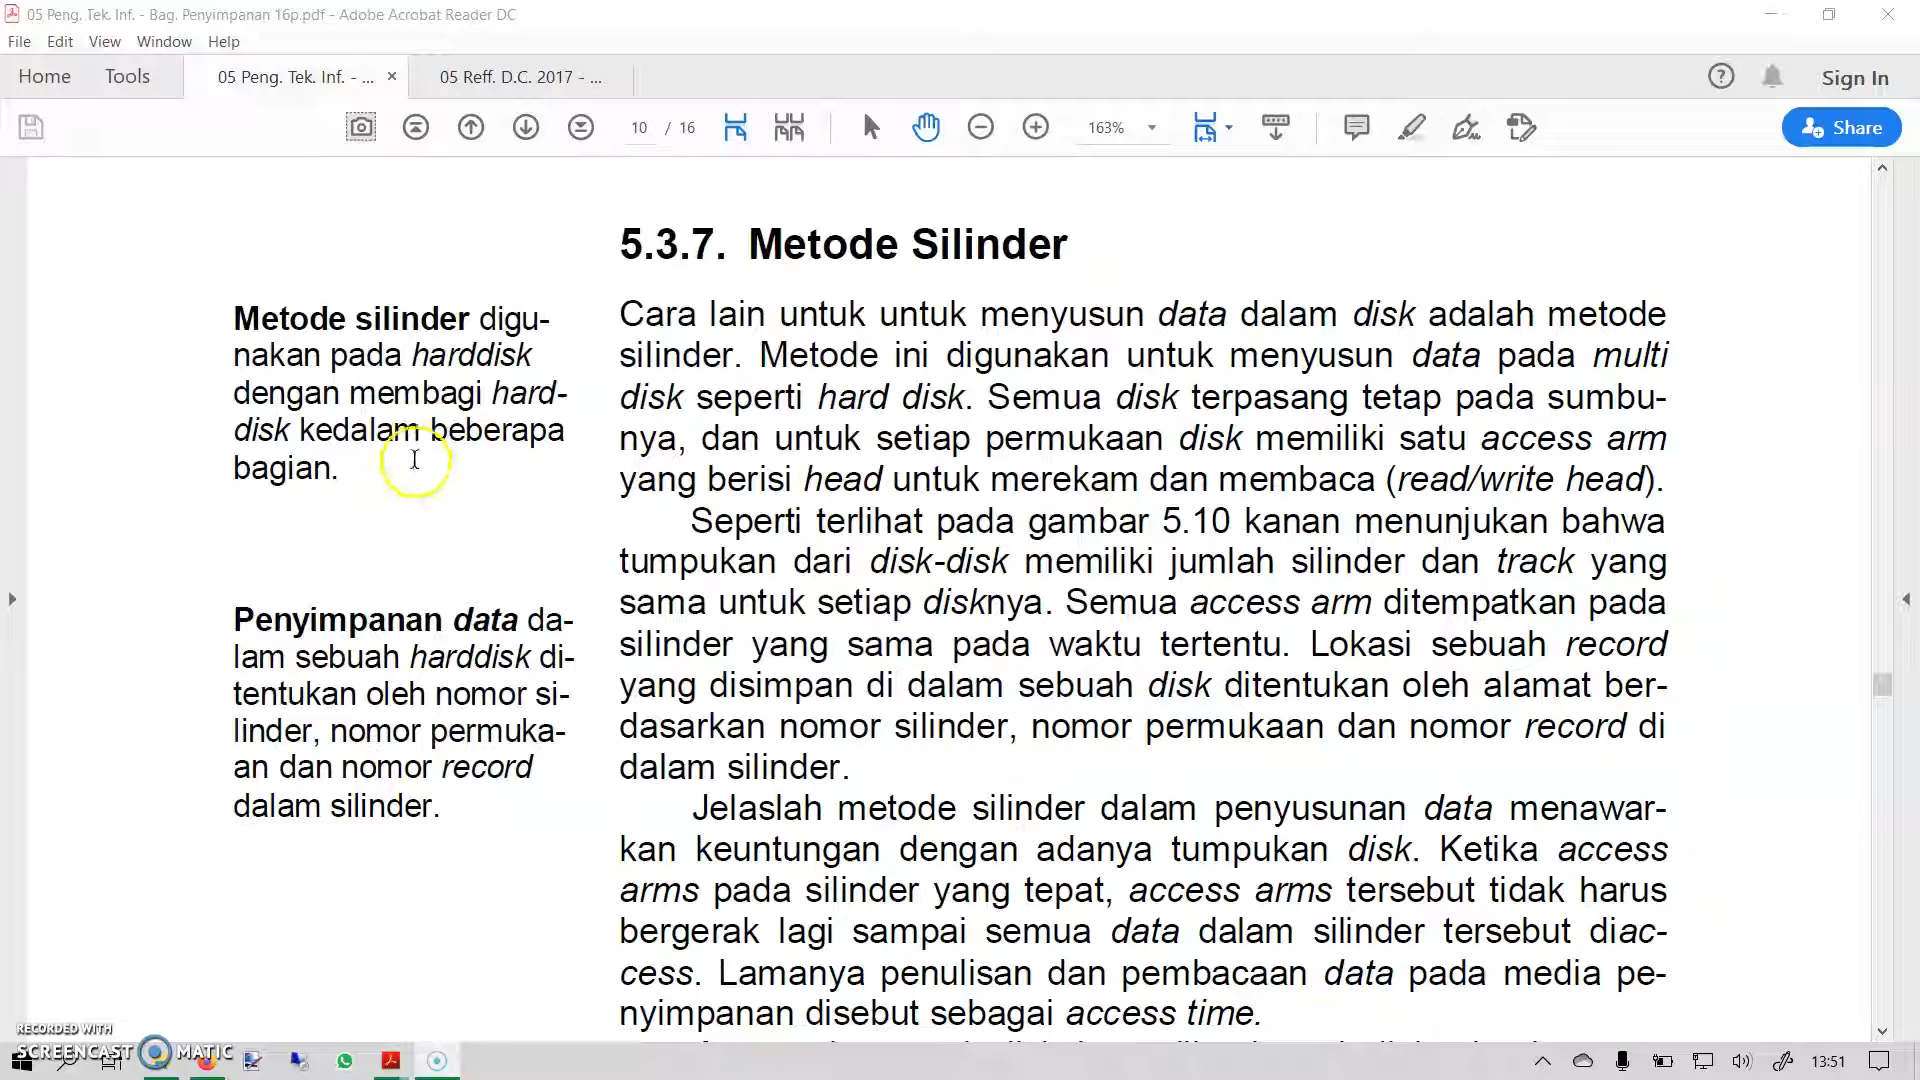 05 Peng. Tek. Inf. - Bag. Penyimpanan 16p.pdf - Adobe Acrobat Reader DC
File Edit View Window Help
Home Tools 05 Peng. Tek. Inf. - ... 05 Reff. D.C. 2017 - ... Sign In
10 / 16 163% Share
5.3.7. Metode Silinder
Metode silinder digu-
nakan pada harddisk
dengan membagi hard-
disk kedalam beberapa
bagian.
Penyimpanan data da-
lam sebuah harddisk di-
tentukan oleh nomor si-
linder, nomor permuka-
an dan nomor record
dalam silinder.
Cara lain untuk untuk menyusun data dalam disk adalah metode
silinder. Metode ini digunakan untuk menyusun data pada multi
disk seperti hard disk. Semua disk terpasang tetap pada sumbu-
nya, dan untuk setiap permukaan disk memiliki satu access arm
yang berisi head untuk merekam dan membaca (read/write head).
Seperti terlihat pada gambar 5.10 kanan menunjukan bahwa
tumpukan dari disk-disk memiliki jumlah silinder dan track yang
sama untuk setiap disknya. Semua access arm ditempatkan pada
silinder yang sama pada waktu tertentu. Lokasi sebuah record
yang disimpan di dalam sebuah disk ditentukan oleh alamat ber-
dasarkan nomor silinder, nomor permukaan dan nomor record di
dalam silinder.
Jelaslah metode silinder dalam penyusunan data menawar-
kan keuntungan dengan adanya tumpukan disk. Ketika access
arms pada silinder yang tepat, access arms tersebut tidak harus
bergerak lagi sampai semua data dalam silinder tersebut diac-
cess. Lamanya penulisan dan pembacaan data pada media pe-
nyimpanan disebut sebagai access time.
RECORDED WITH
SCREENCAST MATIC
13:51